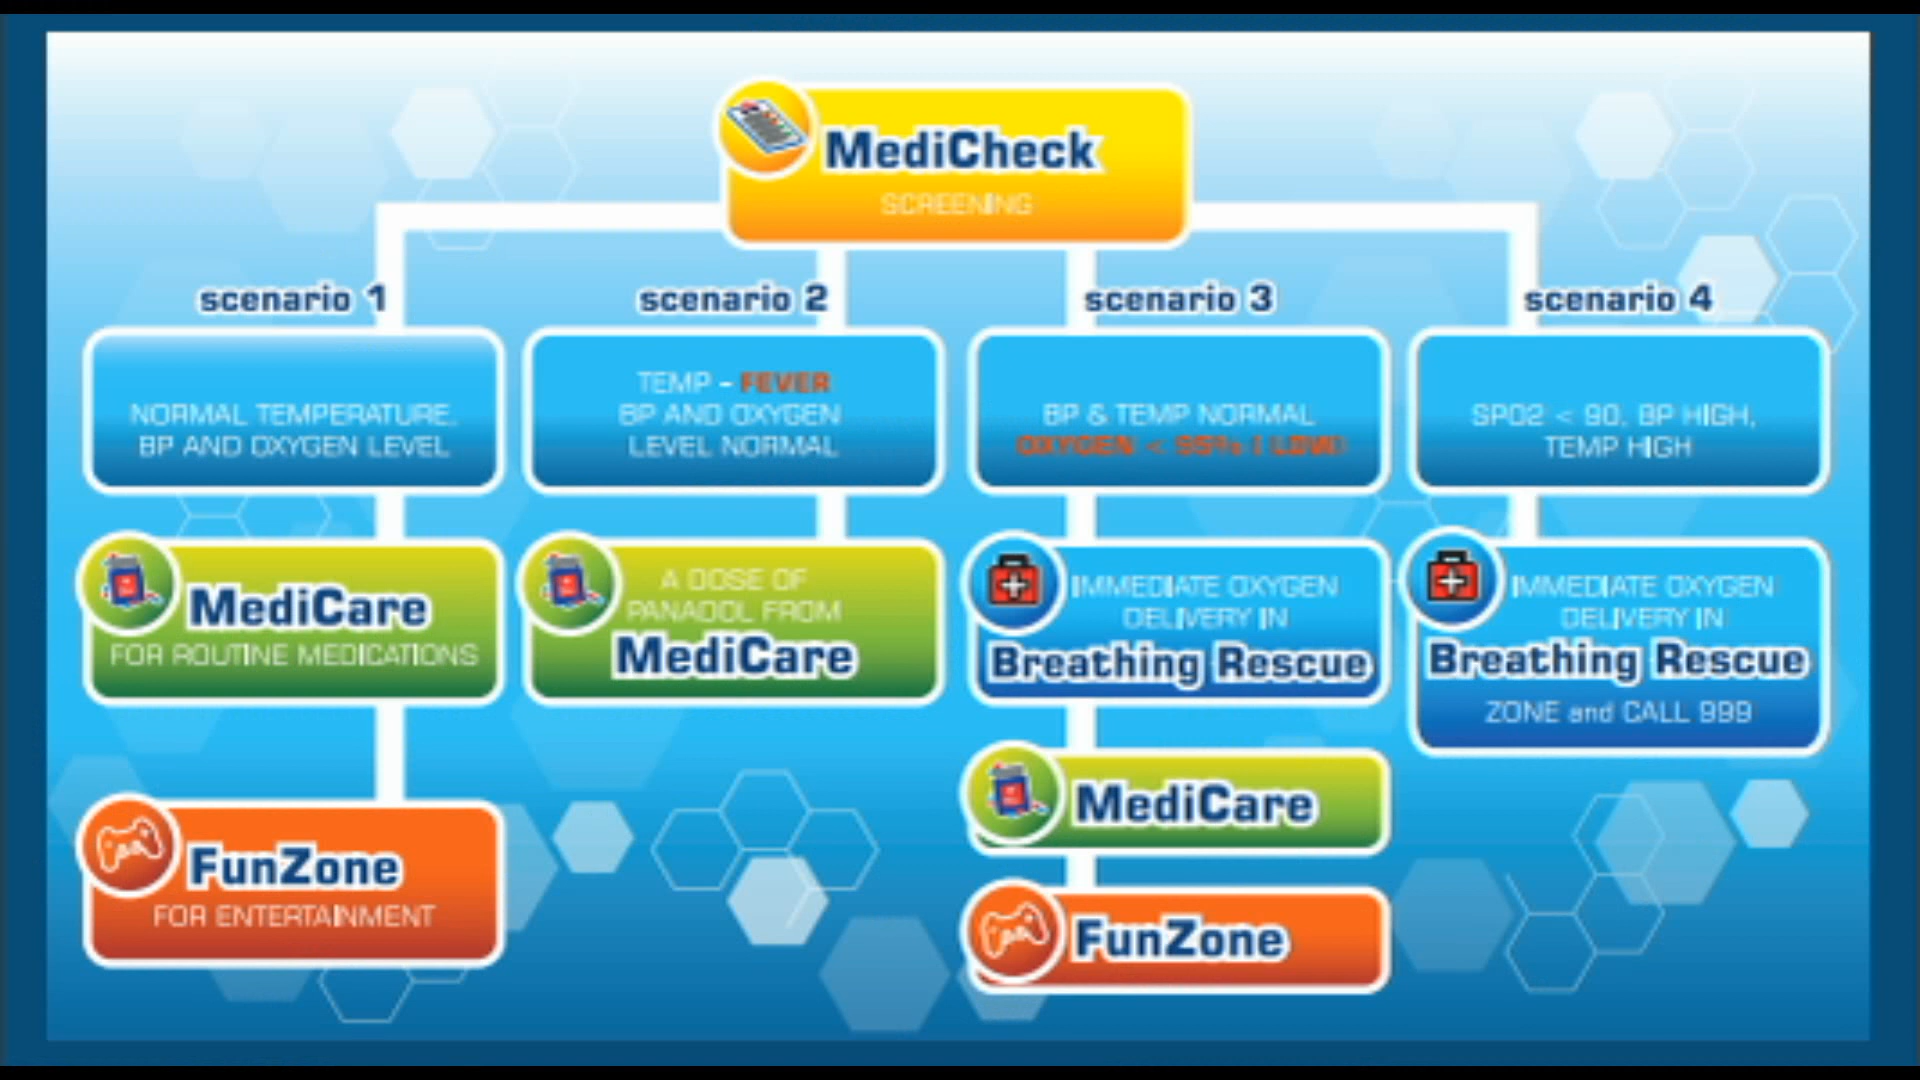 MediCheck
SCREENING
scenario 1
scenario 2
scenario 3
scenario 4
NORMAL TEMPERATURE,
BP AND OXYGEN LEVEL
TEMP - FEVER
BP AND OXYGEN
LEVEL NORMAL
BP & TEMP NORMAL
OXYGEN < 95% ( LOW)
SPO2 < 90, BP HIGH,
TEMP HIGH
MediCare
FOR ROUTINE MEDICATIONS
A DOSE OF
PANADOL FROM
MediCare
IMMEDIATE OXYGEN
DELIVERY IN
Breathing Rescue
IMMEDIATE OXYGEN
DELIVERY IN
Breathing Rescue
ZONE and CALL 999
FunZone
FOR ENTERTAINMENT
MediCare
FunZone